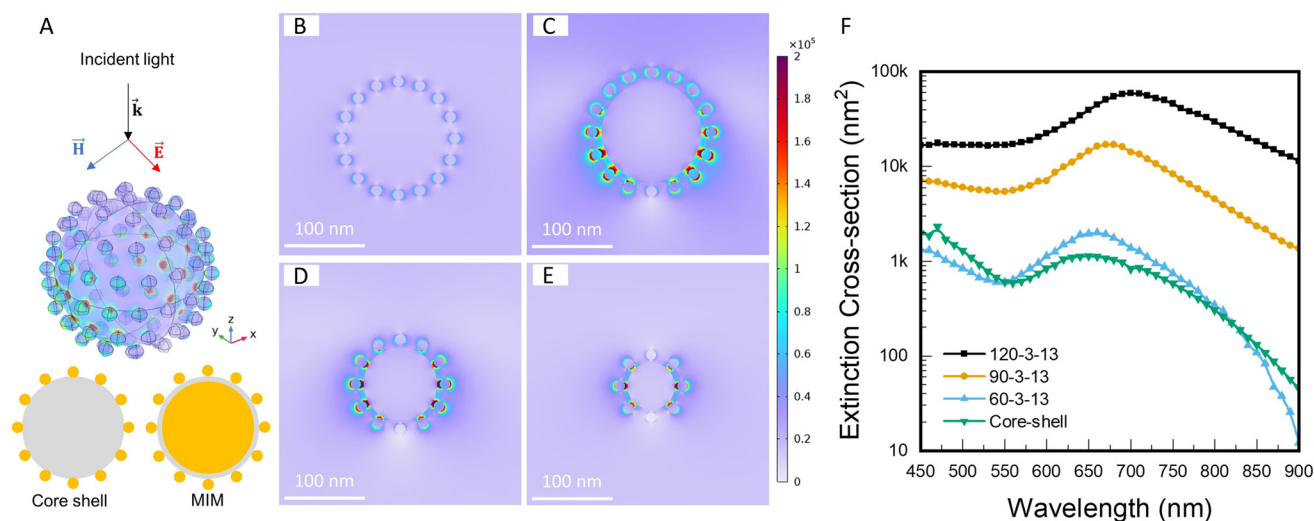 A
Incident light
k
H
E
z
y
x
Core shell
MIM
B
100 nm
C
100 nm
D
100 nm
E
100 nm
×10⁵
2
1.8
1.6
1.4
1.2
1
0.8
0.6
0.4
0.2
0
F
Extinction Cross-section (nm²)
100k
10k
1k
100
10
120-3-13
90-3-13
60-3-13
Core-shell
450 500 550 600 650 700 750 800 850 900
Wavelength (nm)